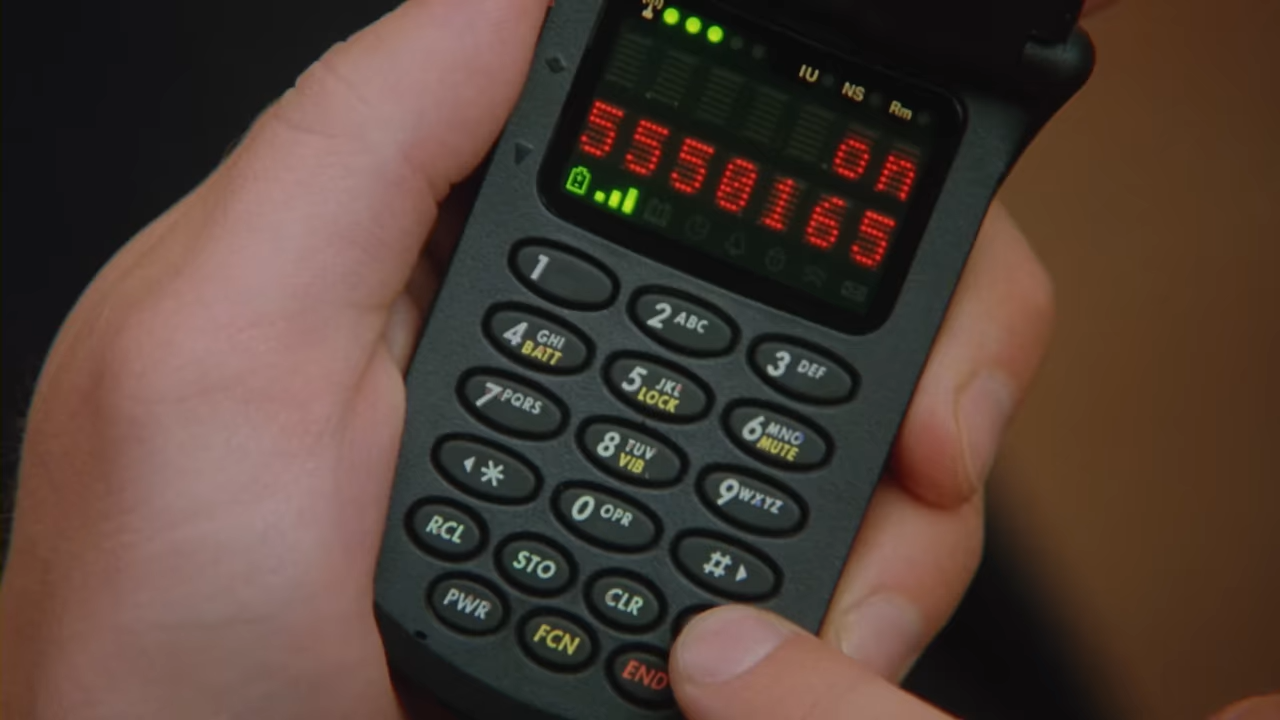 IU NS Rm
on
5550165
1
2 ABC
3 DEF
4 GHI BATT
5 JKL LOCK
6 MNO MUTE
7 PQRS
8 TUV VIB
9 WXYZ
*
0 OPR
#
RCL
STO
CLR
PWR
FCN
END